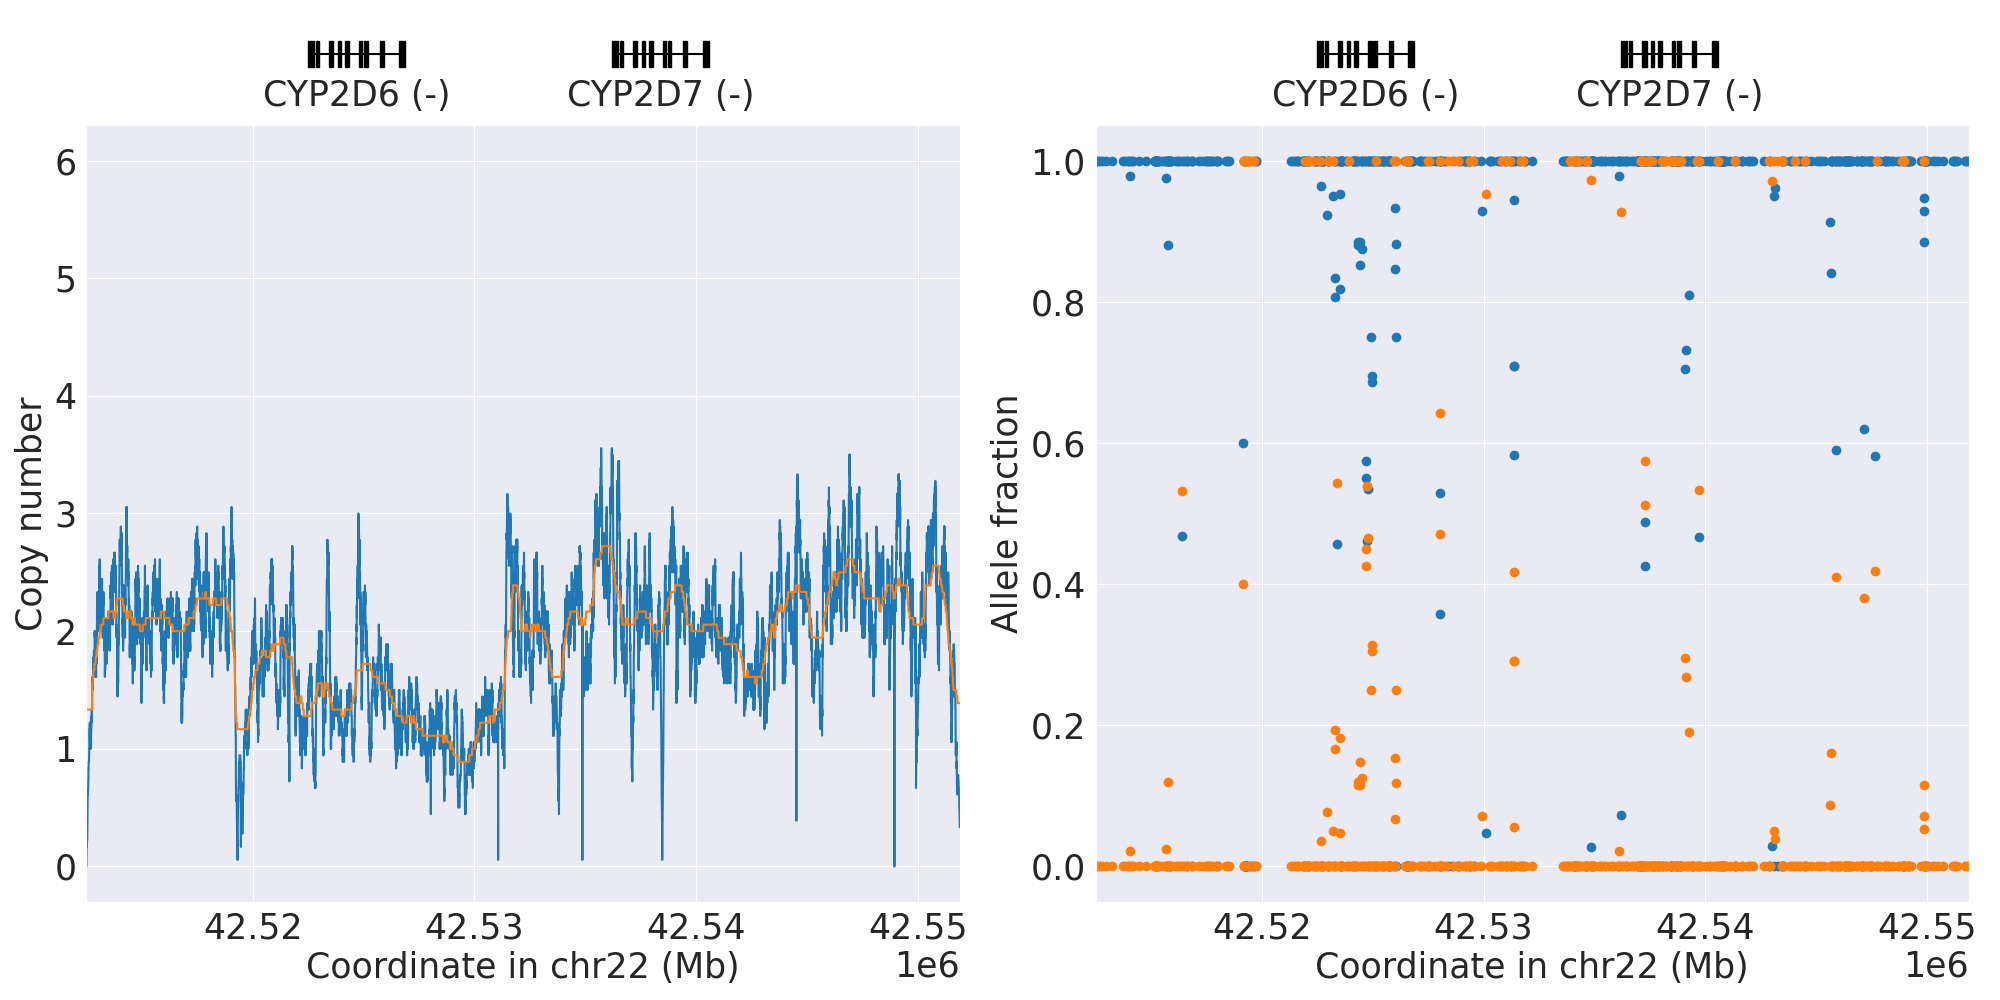 CYP2D6 (-) CYP2D7 (-)
6
5
4
3
2
1
0
Copy number
42.52 42.53 42.54 42.55
Coordinate in chr22 (Mb) 1e6
CYP2D6 (-) CYP2D7 (-)
1.0
0.8
0.6
0.4
0.2
0.0
Allele fraction
42.52 42.53 42.54 42.55
Coordinate in chr22 (Mb) 1e6